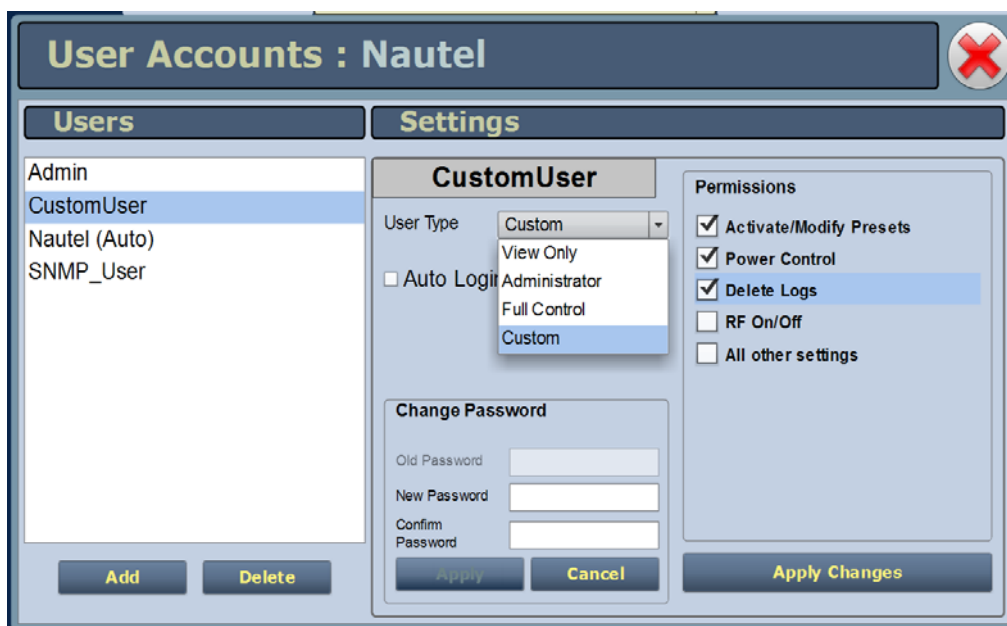 User Accounts : Nautel
Users
Settings
Admin
CustomUser
Nautel (Auto)
SNMP_User
Add
Delete
CustomUser
User Type
Custom
View Only
Administrator
Full Control
Custom
Auto Login
Change Password
Old Password
New Password
Confirm
Password
Apply
Cancel
Permissions
Activate/Modify Presets
Power Control
Delete Logs
RF On/Off
All other settings
Apply Changes